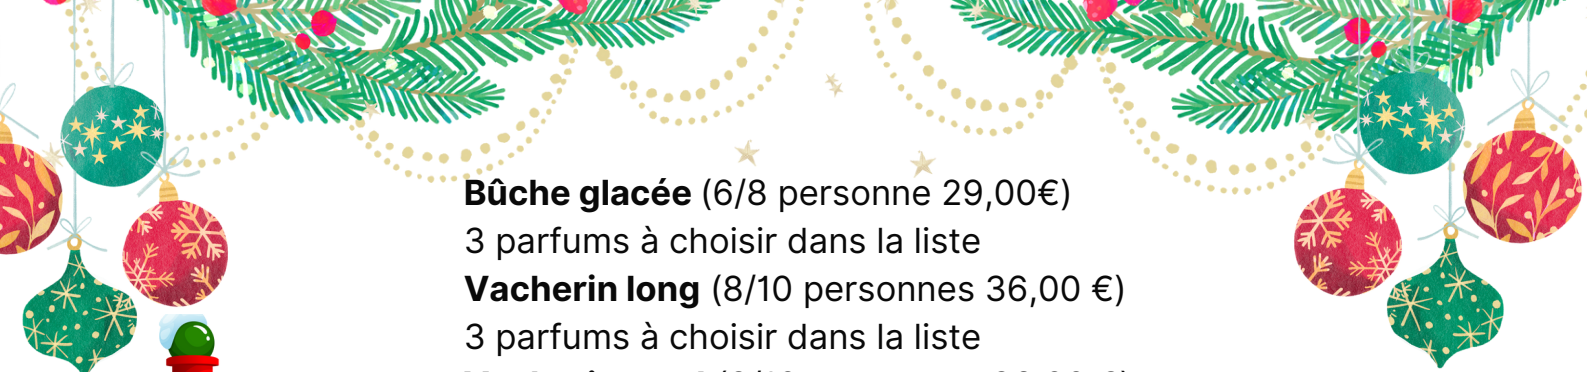 Bûche glacée (6/8 personne 29,00€)
3 parfums à choisir dans la liste
Vacherin long (8/10 personnes 36,00 €)
3 parfums à choisir dans la liste